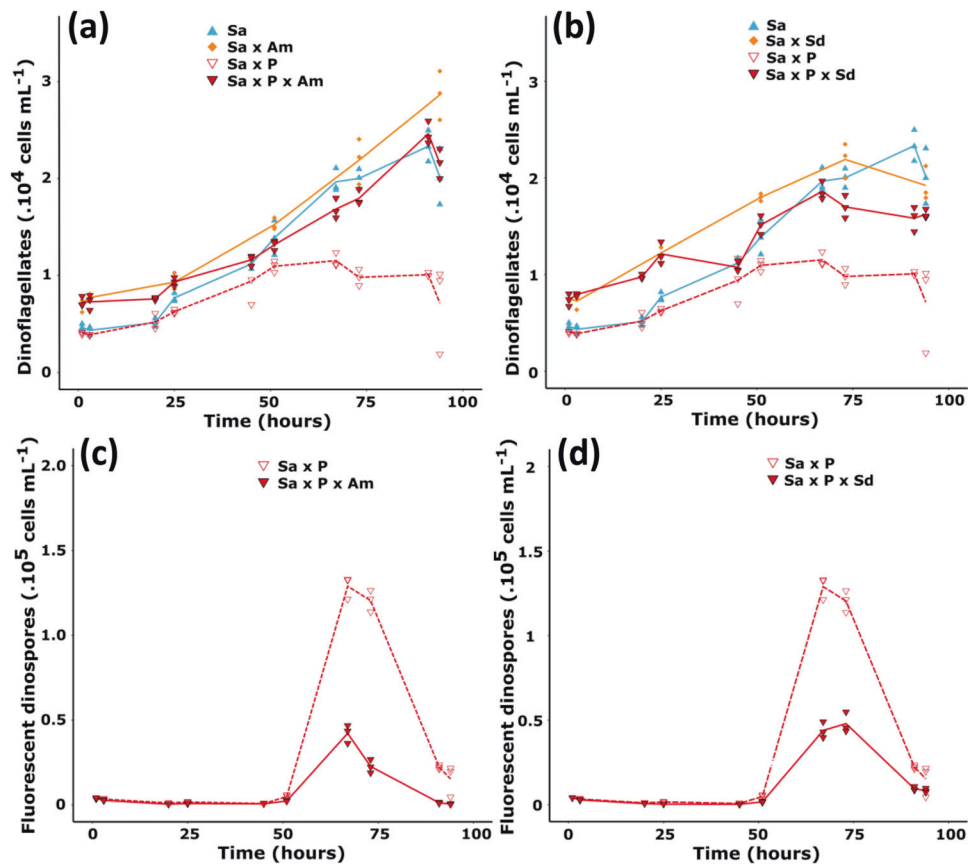 (a)
Sa
Sa x Am
Sa x P
Sa x P x Am
Dinoflagellates (.10⁴ cells mL⁻¹)
3
2
1
0
0 25 50 75 100
Time (hours)
(b)
Sa
Sa x Sd
Sa x P
Sa x P x Sd
Dinoflagellates (.10⁴ cells mL⁻¹)
3
2
1
0
0 25 50 75 100
Time (hours)
(c)
Sa x P
Sa x P x Am
Fluorescent dinospores (.10⁵ cells mL⁻¹)
2.0
1.5
1.0
0.5
0
0 25 50 75 100
Time (hours)
(d)
Sa x P
Sa x P x Sd
Fluorescent dinospores (.10⁵ cells mL⁻¹)
2
1.5
1
0.5
0
0 25 50 75 100
Time (hours)